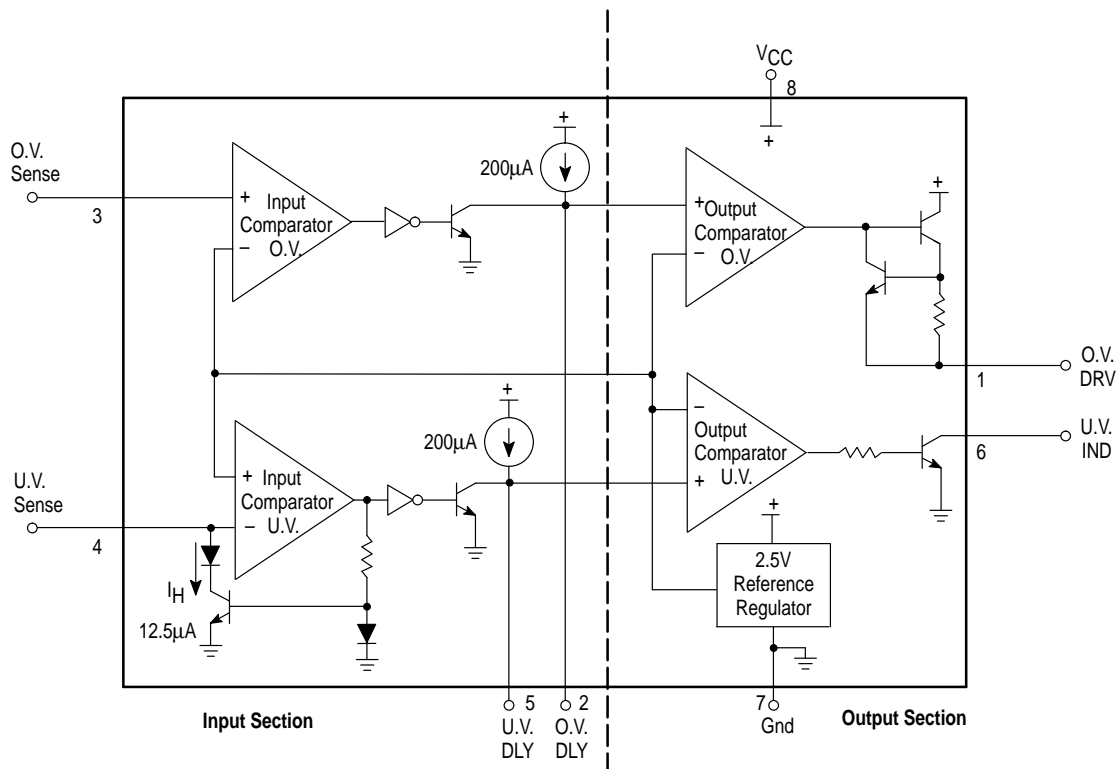 VCC
8
+
+
O.V.
Sense
3
+
Input
Comparator
O.V.
−
200µA
+
Output
Comparator
O.V.
−
+
1
O.V.
DRV
+
200µA
−
Output
Comparator
U.V.
+
6
U.V.
IND
+
Input
Comparator
U.V.
−
U.V.
Sense
4
IH
12.5µA
+
2.5V
Reference
Regulator
5
U.V.
DLY
2
O.V.
DLY
7
Gnd
Input Section
Output Section